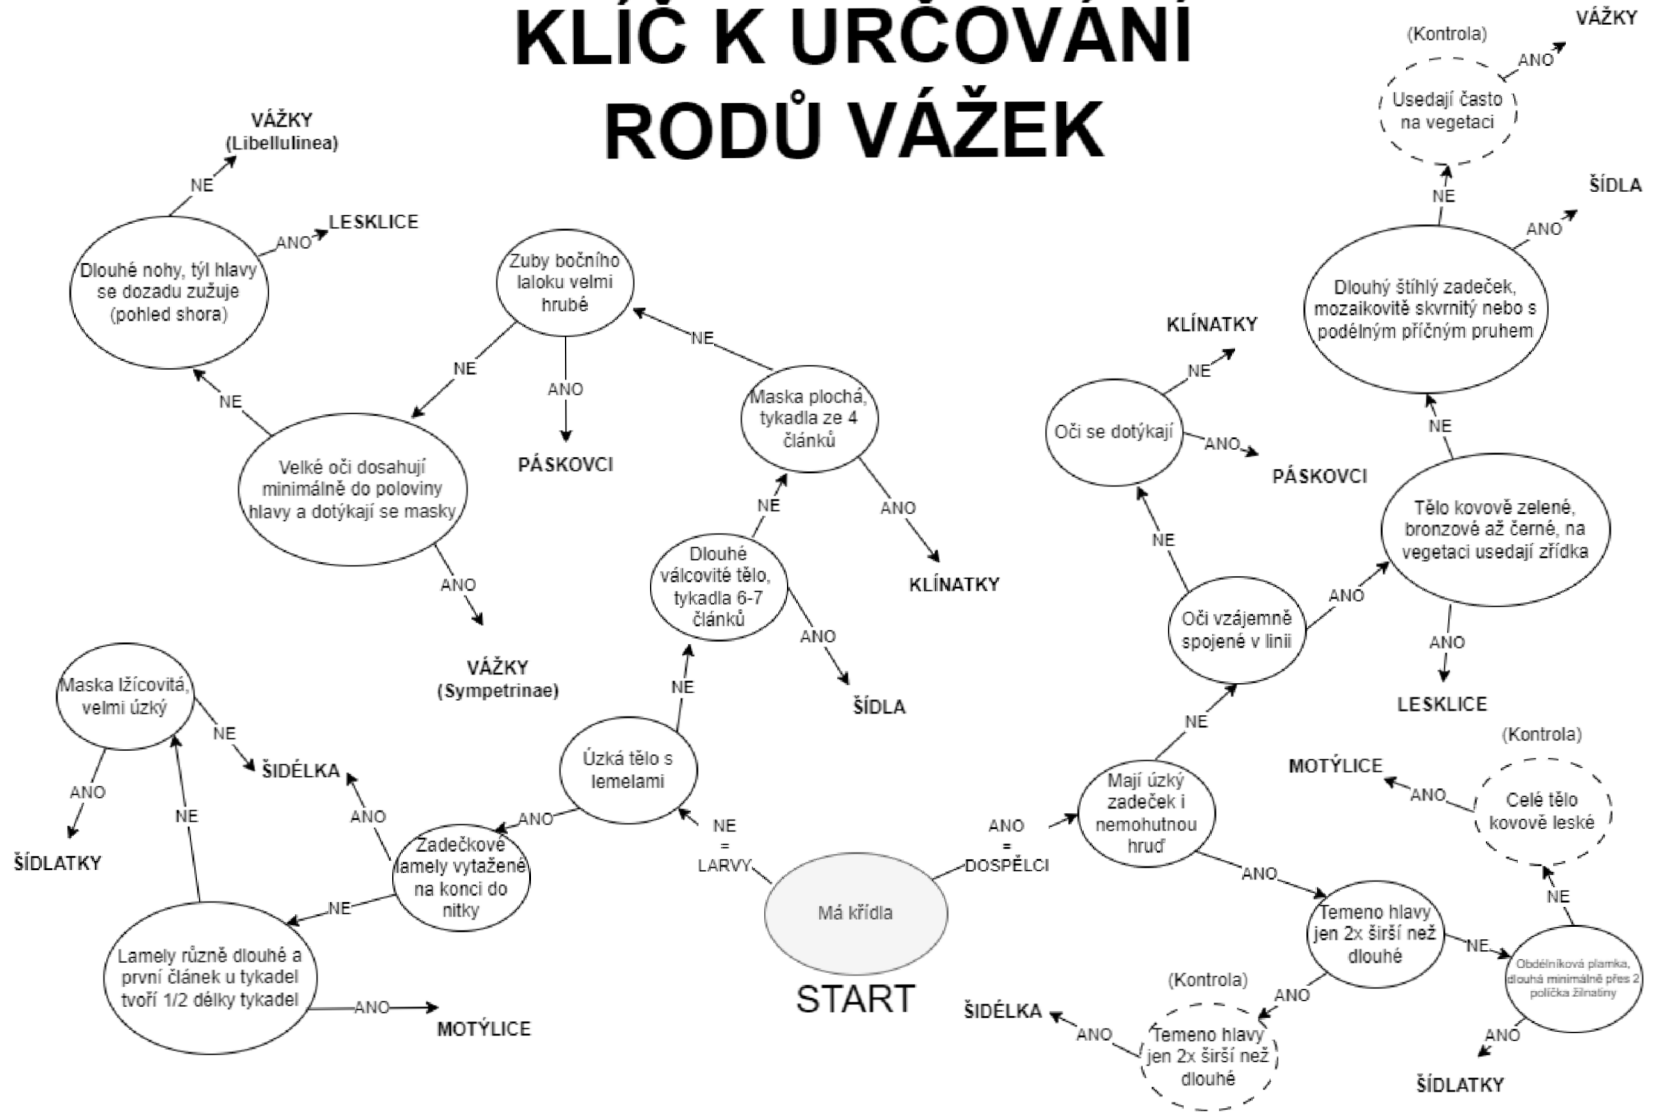 KLÍČ K URČOVÁNÍ
RODŮ VÁŽEK
VÁŽKY
(Libellulinea)
NE
LESKLICE
ANO
Dlouhé nohy, týl hlavy
se dozadu zužuje
(pohled shora)
NE
Velké oči dosahují
minimálně do poloviny
hlavy a dotýkají se masky
ANO
VÁŽKY
(Sympetrinae)
Zuby bočního
laloku velmi
hrubé
NE
ANO
PÁSKOVCI
NE
Maska plochá,
tykadla ze 4
článků
ANO
KLÍNATKY
NE
Dlouhé
válcovité tělo,
tykadla 6-7
článků
ANO
ŠÍDLA
NE
Úzká tělo s
lemelami
ANO
Maska lžícovitá,
velmi úzký
NE
ANO
ŠÍDLATKY
ŠIDÉLKA
ANO
NE
Zadečkové
lamely vytažené
na konci do
nitky
NE
Lamely různě dlouhé a
první článek u tykadel
tvoří 1/2 délky tykadel
ANO
MOTÝLICE
NE
=
LARVY
Má křídla
START
ANO
=
DOSPĚLCI
Mají úzký
zadeček i
nemohutnou
hruď
NE
ANO
Oči vzájemně
spojené v linii
NE
ANO
Oči se dotýkají
NE
KLÍNATKY
ANO
PÁSKOVCI
Tělo kovově zelené,
bronzové až černé, na
vegetaci usedají zřídka
ANO
LESKLICE
NE
Dlouhý štíhlý zadeček,
mozaikovitě skvrnitý nebo s
podélným příčným pruhem
ANO
ŠÍDLA
NE
(Kontrola)
Usedají často
na vegetaci
ANO
VÁŽKY
Temeno hlavy
jen 2x širší než
dlouhé
ANO
(Kontrola)
Temeno hlavy
jen 2x širší než
dlouhé
ANO
ŠIDÉLKA
NE
Obdélníková plamka,
dlouhá minimálně přes 2
políčka žilnatiny
ANO
ŠÍDLATKY
NE
(Kontrola)
Celé tělo
kovově leské
ANO
MOTÝLICE